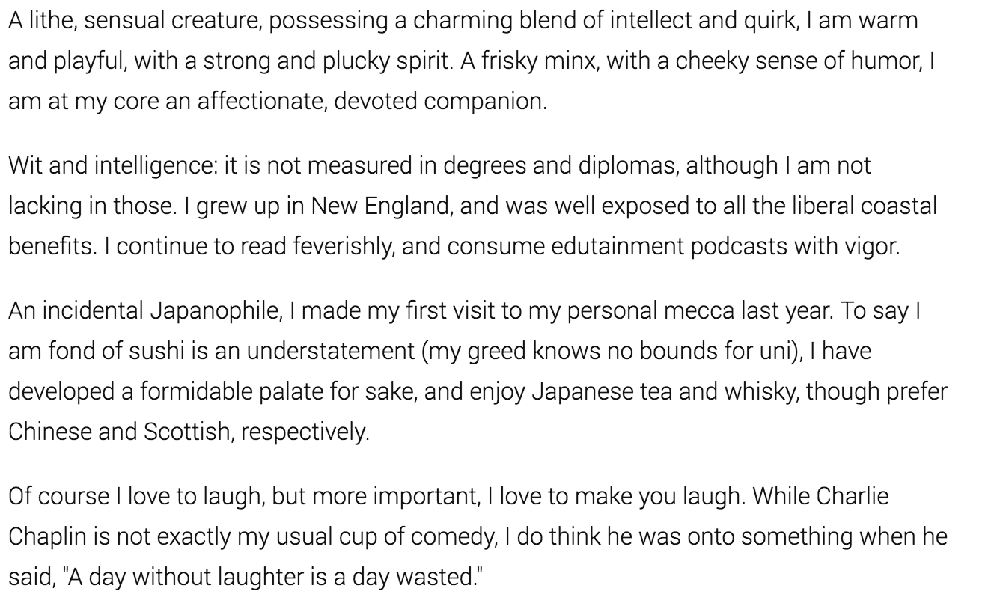 A lithe, sensual creature, possessing a charming blend of intellect and quirk, I am warm
and playful, with a strong and plucky spirit. A frisky minx, with a cheeky sense of humor, I
am at my core an affectionate, devoted companion.
Wit and intelligence: it is not measured in degrees and diplomas, although I am not
lacking in those. I grew up in New England, and was well exposed to all the liberal coastal
benefits. I continue to read feverishly, and consume edutainment podcasts with vigor.
An incidental Japanophile, I made my first visit to my personal mecca last year. To say I
am fond of sushi is an understatement (my greed knows no bounds for uni), I have
developed a formidable palate for sake, and enjoy Japanese tea and whisky, though prefer
Chinese and Scottish, respectively.
Of course I love to laugh, but more important, I love to make you laugh. While Charlie
Chaplin is not exactly my usual cup of comedy, I do think he was onto something when he
said, "A day without laughter is a day wasted."